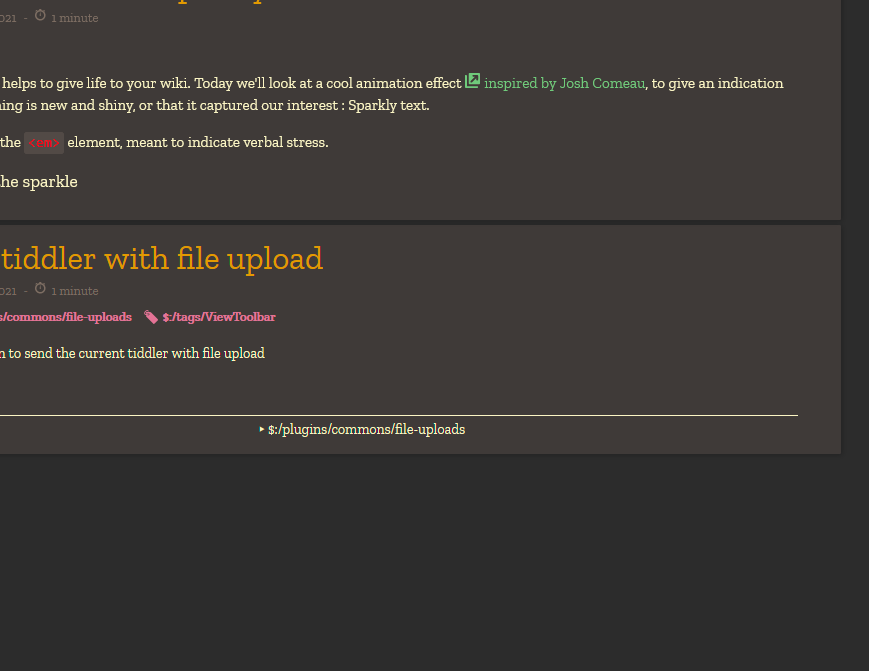 021 - 1 minute
helps to give life to your wiki. Today we'll look at a cool animation effect inspired by Josh Comeau, to give an indication
ing is new and shiny, or that it captured our interest : Sparkly text.
the <em> element, meant to indicate verbal stress.
he sparkle
tiddler with file upload
021 - 1 minute
s/commons/file-uploads $:/tags/ViewToolbar
n to send the current tiddler with file upload
▸ $:/plugins/commons/file-uploads